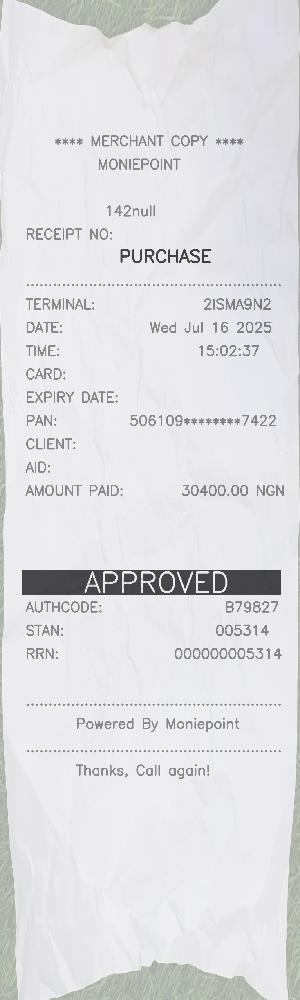 **** MERCHANT COPY ****
MONIEPOINT
142null
RECEIPT NO:
PURCHASE
TERMINAL: 2ISMA9N2
DATE: Wed Jul 16 2025
TIME: 15:02:37
CARD:
EXPIRY DATE:
PAN: 506109********7422
CLIENT:
AID:
AMOUNT PAID: 30400.00 NGN
APPROVED
AUTHCODE: B79827
STAN: 005314
RRN: 000000005314
Powered By Moniepoint
Thanks, Call again!